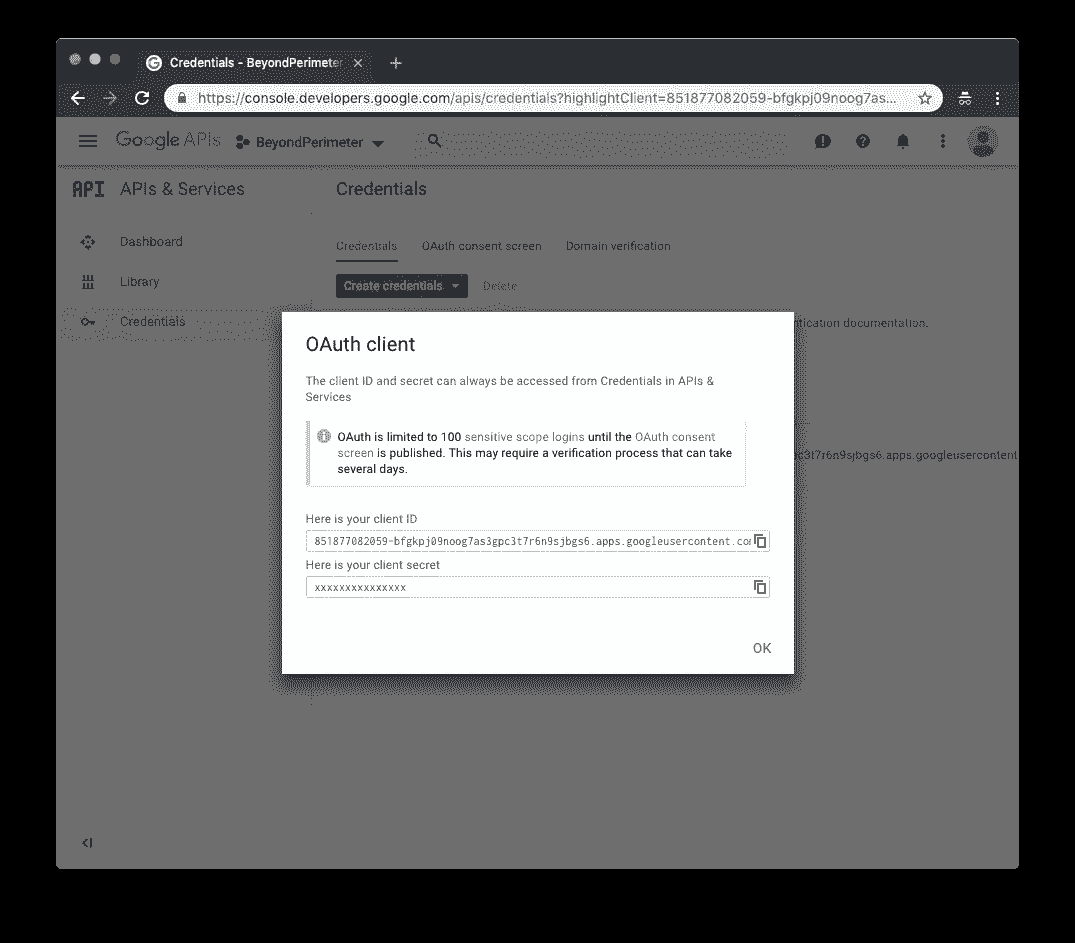 Credentials - BeyondPerimeter
https://console.developers.google.com/apis/credentials?highlightClient=851877082059-bfgkpj09noog7as...
Google APIs BeyondPerimeter
API APIs & Services Credentials
Dashboard
Credentials OAuth consent screen Domain verification
Library
Create credentials Delete
Credentials
tication documentation.
OAuth client
The client ID and secret can always be accessed from Credentials in APIs &
Services
OAuth is limited to 100 sensitive scope logins until the OAuth consent
screen is published. This may require a verification process that can take
several days.
c3t7r6n9sjbgs6.apps.googleusercontent
Here is your client ID
851877082059-bfgkpj09noog7as3gpc3t7r6n9sjbgs6.apps.googleusercontent.co
Here is your client secret
xxxxxxxxxxxxxxx
OK